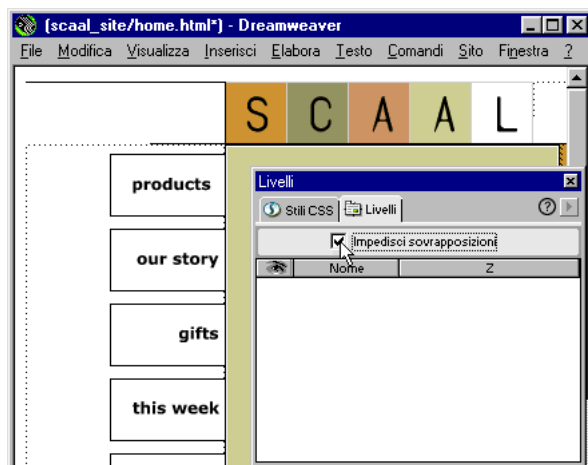 (scaal_site/home.html*) - Dreamweaver
File Modifica Visualizza Inserisci Elabora Testo Comandi Sito Finestra ?
S C A A L
products
Livelli
Stili CSS Livelli ?
Impedisci sovrapposizioni
our story
Nome Z
gifts
this week